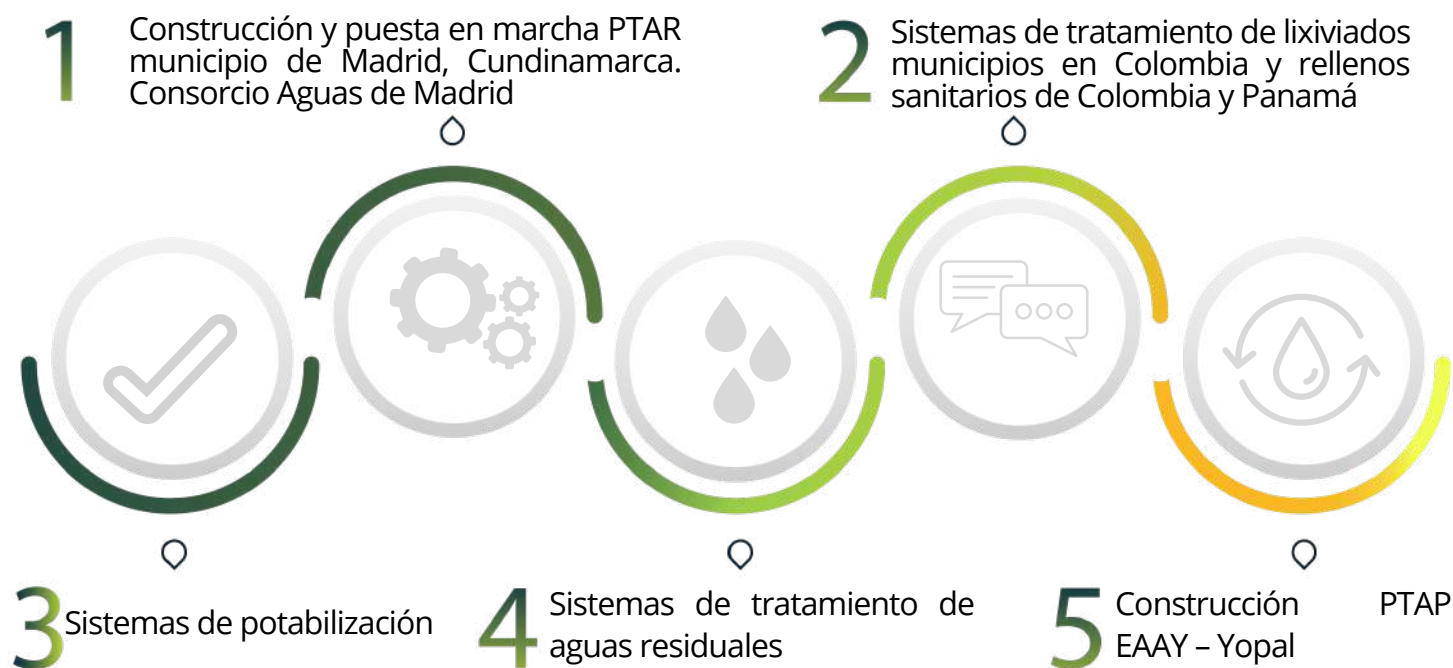 1
Construcción y puesta en marcha PTAR
municipio de Madrid, Cundinamarca.
Consorcio Aguas de Madrid
2
Sistemas de tratamiento de lixiviados
municipios en Colombia y rellenos
sanitarios de Colombia y Panamá
3
Sistemas de potabilización
4
Sistemas de tratamiento de
aguas residuales
5
Construcción PTAP
EAAY – Yopal